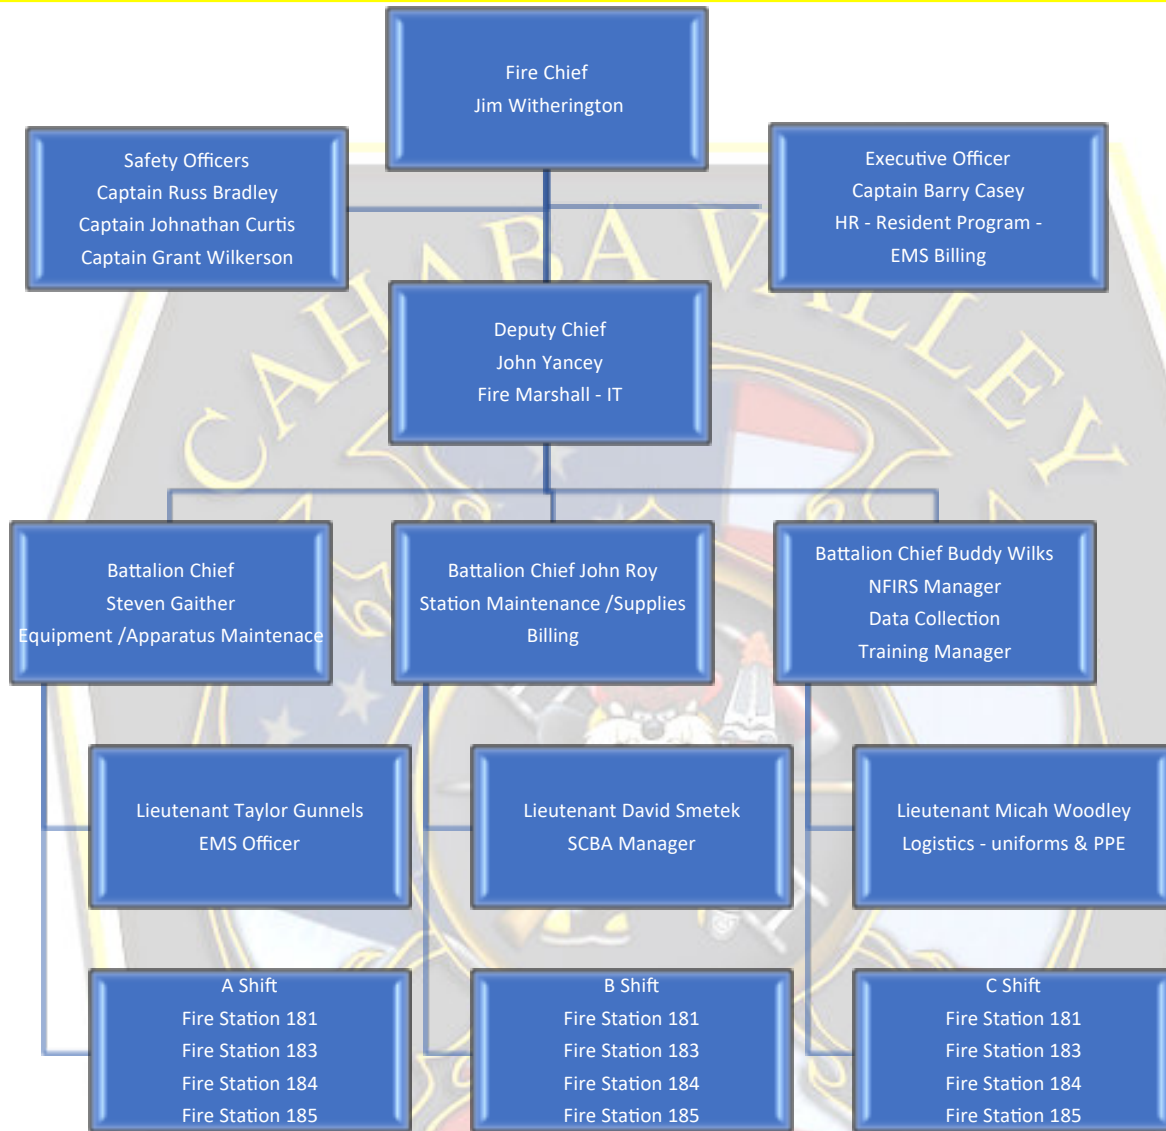 Fire Chief
Jim Witherington
Safety Officers
Captain Russ Bradley
Captain Johnathan Curtis
Captain Grant Wilkerson
Executive Officer
Captain Barry Casey
HR - Resident Program -
EMS Billing
CAHABA VALLEY
Deputy Chief
John Yancey
Fire Marshall - IT
Battalion Chief
Steven Gaither
Equipment /Apparatus Maintenace
Battalion Chief John Roy
Station Maintenance /Supplies
Billing
Battalion Chief Buddy Wilks
NFIRS Manager
Data Collection
Training Manager
Lieutenant Taylor Gunnels
EMS Officer
Lieutenant David Smetek
SCBA Manager
Lieutenant Micah Woodley
Logistics - uniforms & PPE
A Shift
Fire Station 181
Fire Station 183
Fire Station 184
Fire Station 185
B Shift
Fire Station 181
Fire Station 183
Fire Station 184
Fire Station 185
C Shift
Fire Station 181
Fire Station 183
Fire Station 184
Fire Station 185